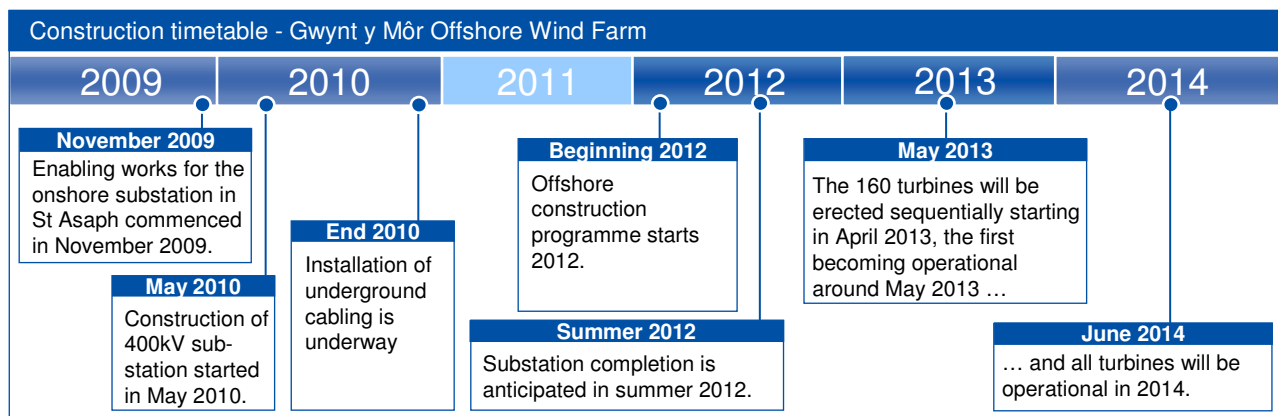 Construction timetable - Gwynt y Môr Offshore Wind Farm
2009
2010
2011
2012
2013
2014
November 2009
Enabling works for the
onshore substation in
St Asaph commenced
in November 2009.
May 2010
Construction of
400kV sub-
station started
in May 2010.
End 2010
Installation of
underground
cabling is
underway
Beginning 2012
Offshore
construction
programme starts
2012.
Summer 2012
Substation completion is
anticipated in summer 2012.
May 2013
The 160 turbines will be
erected sequentially starting
in April 2013, the first
becoming operational
around May 2013 …
June 2014
… and all turbines will be
operational in 2014.